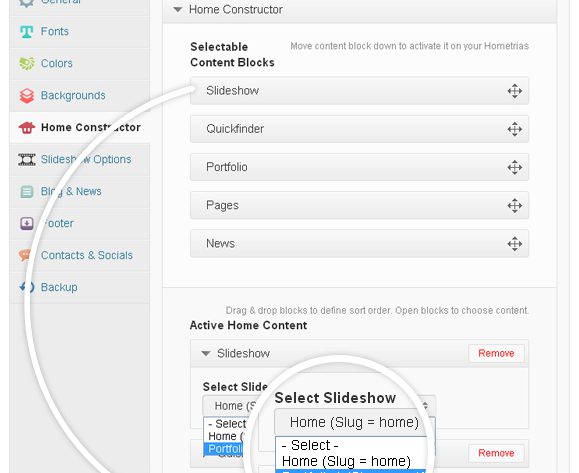 General
Fonts
Colors
Backgrounds
Home Constructor
Slideshow Options
Blog & News
Footer
Contacts & Socials
Backup
Home Constructor
Selectable
Content Blocks
Move content block down to activate it on your Hometrias
Slideshow
Quickfinder
Portfolio
Pages
News
Drag & drop blocks to define sort order. Open blocks to choose content.
Active Home Content
Slideshow
Remove
Select Slide
Home (S
- Select
Home (
Portfolio
Remove
Select Slideshow
Home (Slug = home)
- Select -
Home (Slug = home)